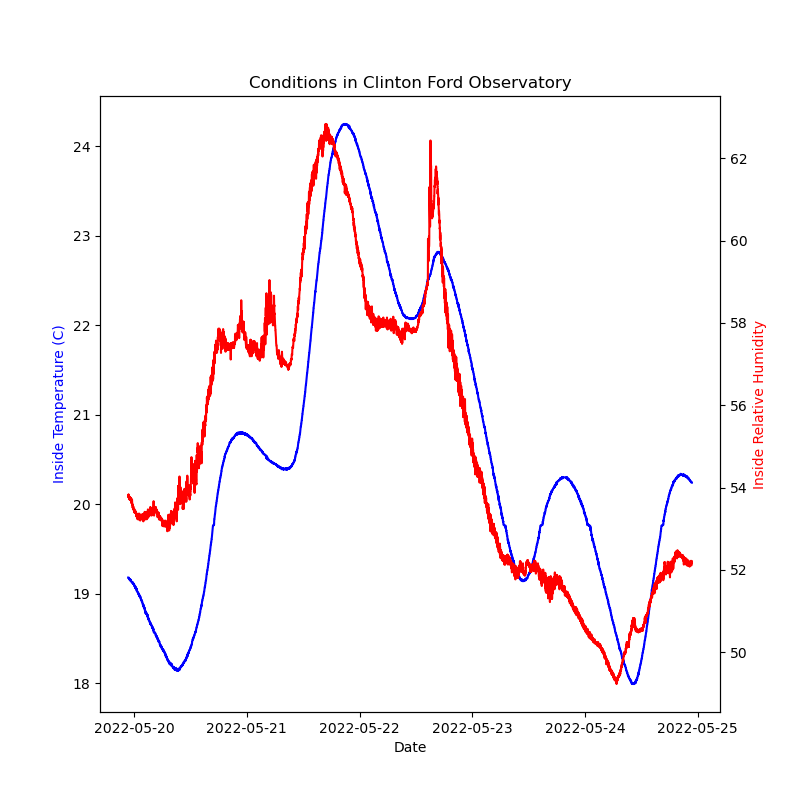 Conditions in Clinton Ford Observatory
Inside Temperature (C)
24
23
22
21
20
19
18
62
60
58
56
54
52
50
Inside Relative Humidity
2022-05-20 2022-05-21 2022-05-22 2022-05-23 2022-05-24 2022-05-25
Date